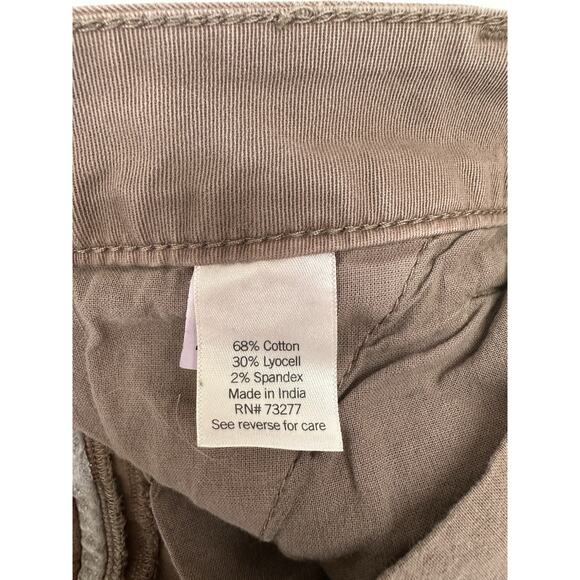 68% Cotton
30% Lyocell
2% Spandex
Made in India
RN# 73277
See reverse for care